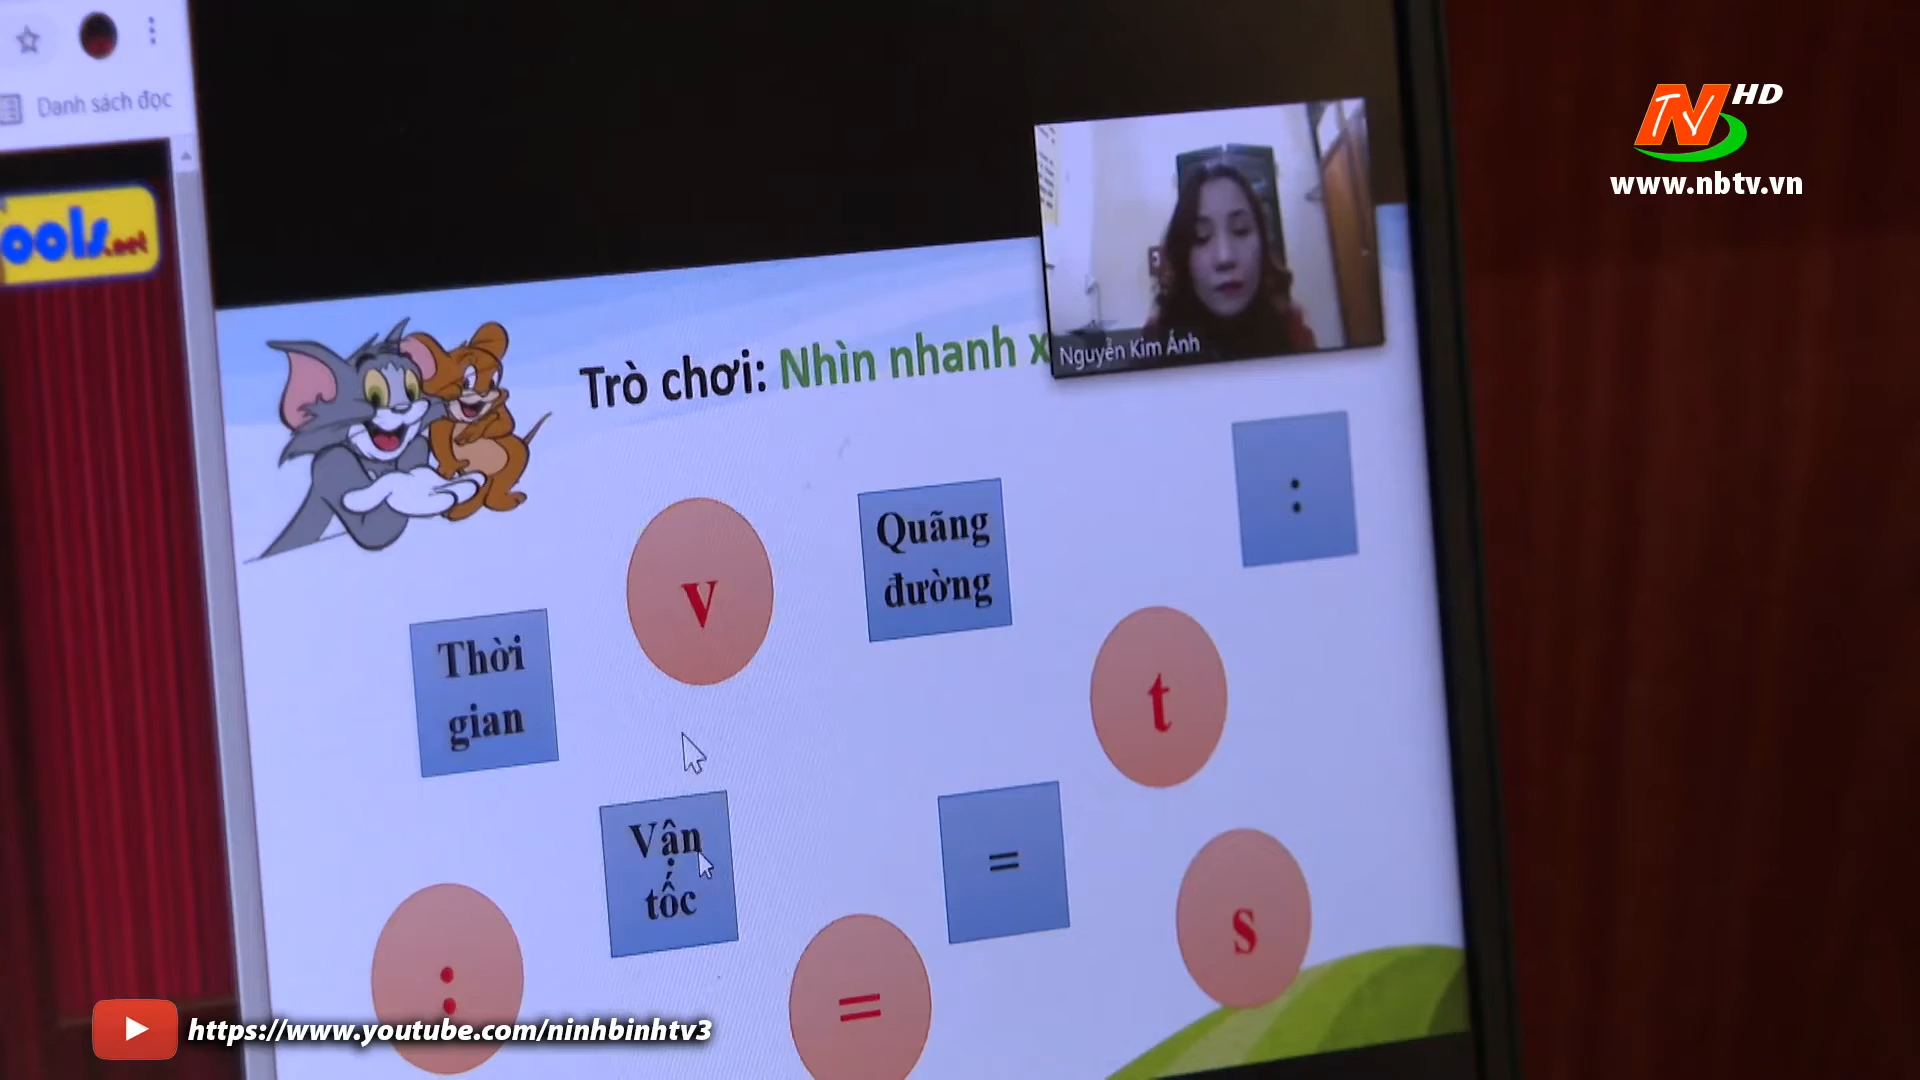 Danh sách đọc
ools.net
NTV HD
www.nbtv.vn
Nguyễn Kim Ánh
Trò chơi: Nhìn nhanh x
:
v
Quãng
đường
Thời
gian
t
Vận
tốc
=
s
:
=
https://www.youtube.com/ninhbinhtv3